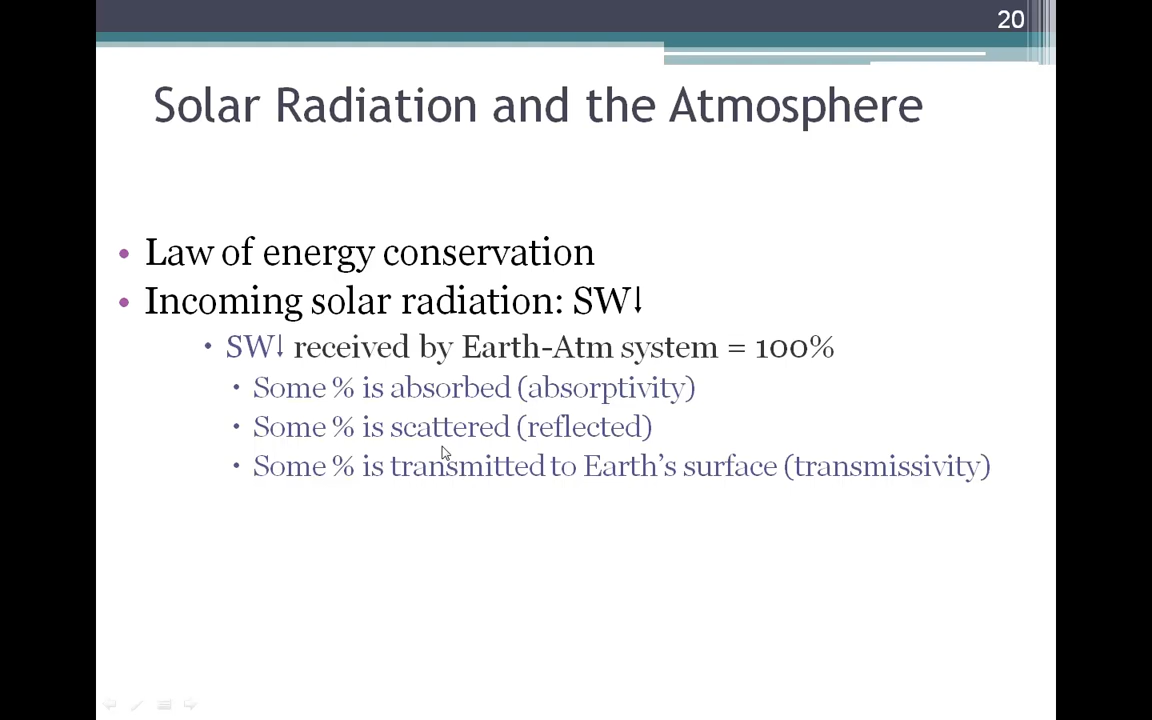 20
Solar Radiation and the Atmosphere
• Law of energy conservation
• Incoming solar radiation: SW↓
• SW↓ received by Earth-Atm system = 100%
• Some % is absorbed (absorptivity)
• Some % is scattered (reflected)
• Some % is transmitted to Earth's surface (transmissivity)